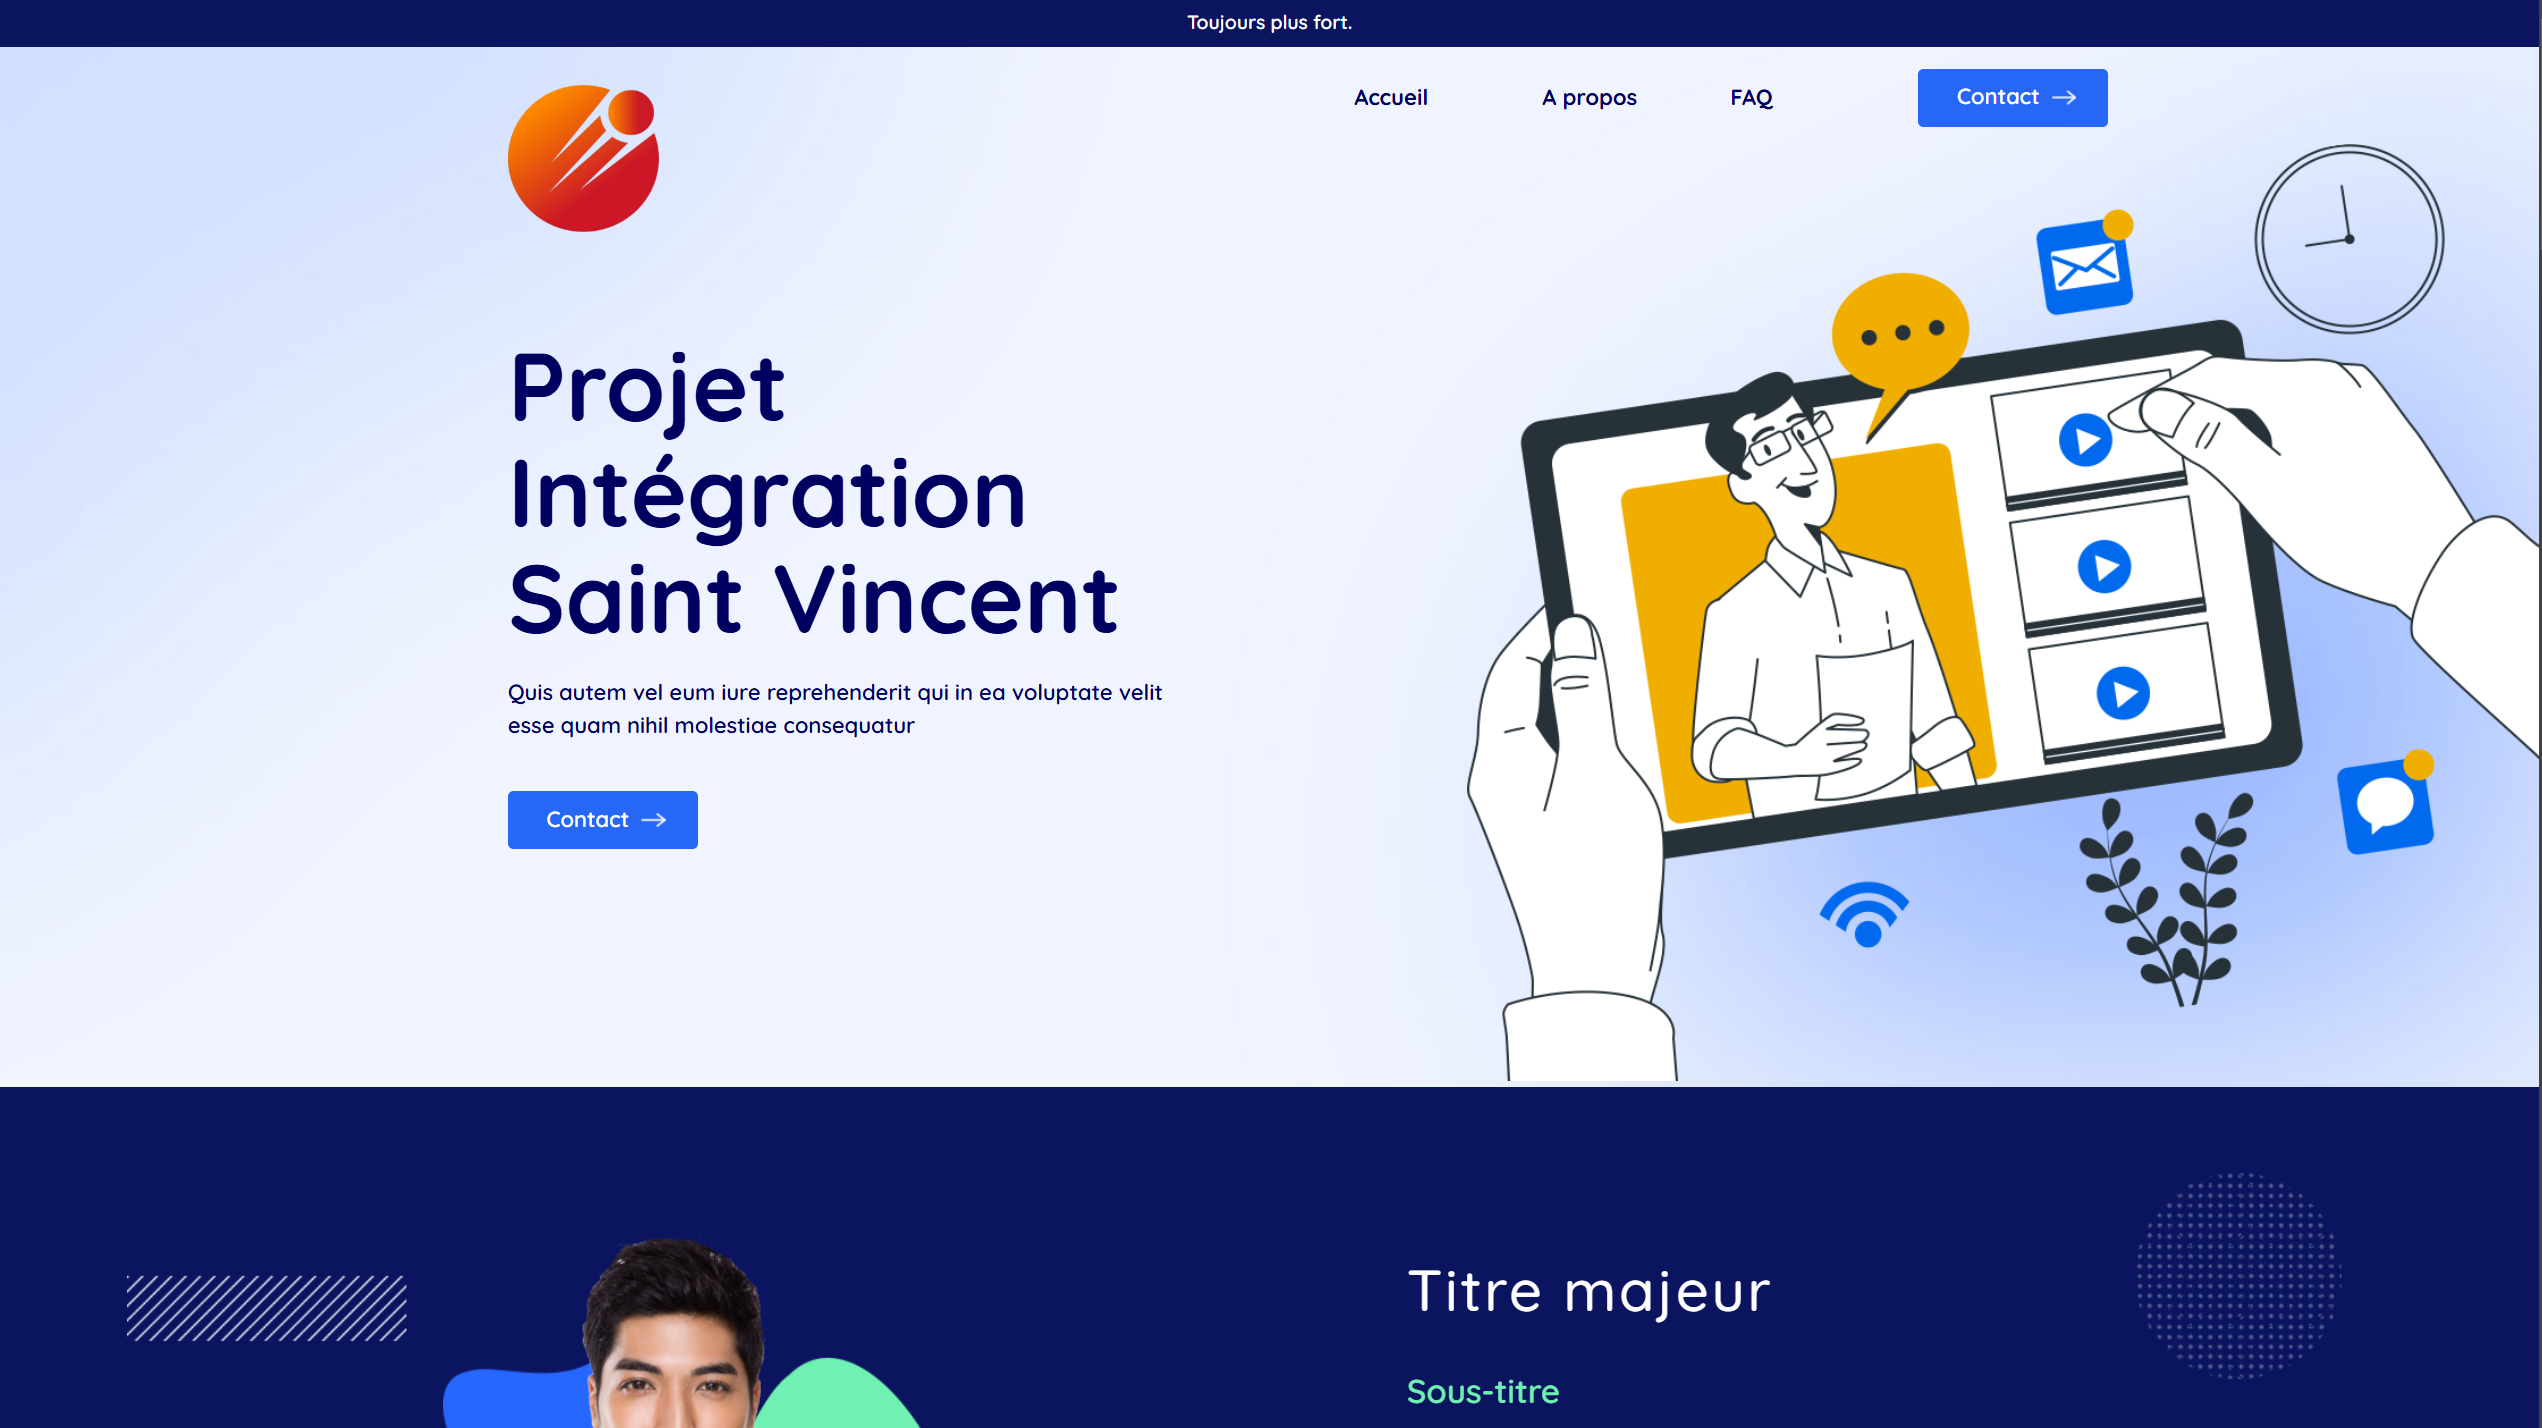 Toujours plus fort.
Accueil
A propos
FAQ
Contact
Projet
Intégration
Saint Vincent
Quis autem vel eum iure reprehenderit qui in ea voluptate velit
esse quam nihil molestiae consequatur
Contact
Titre majeur
Sous-titre